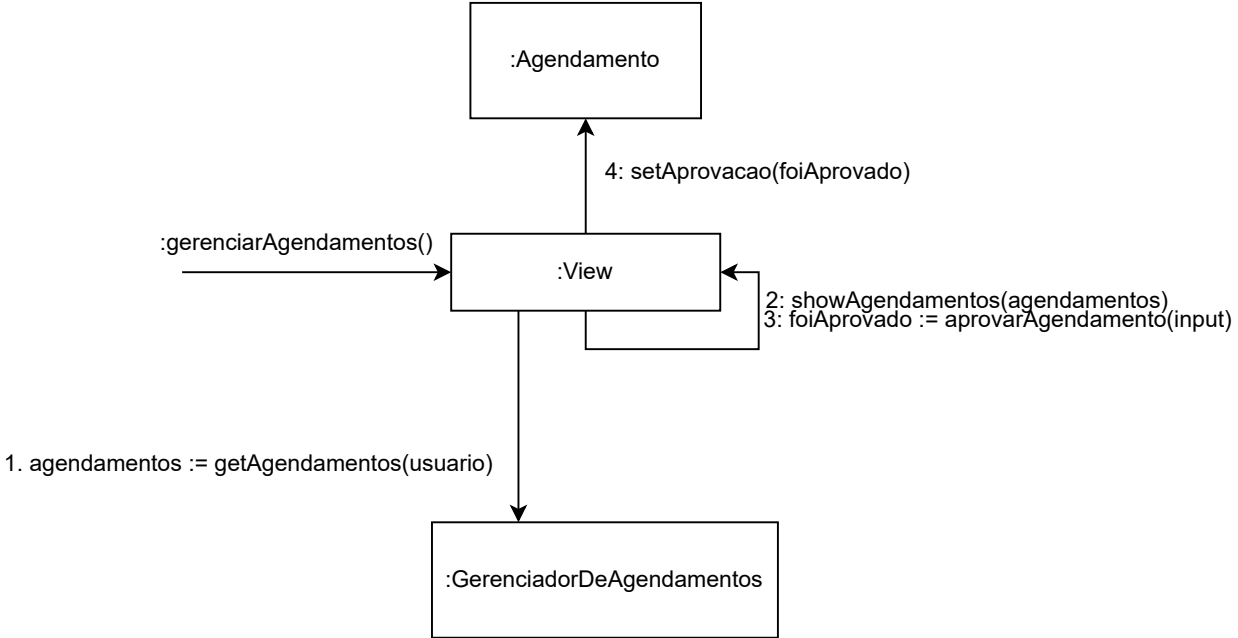 :Agendamento
4: setAprovacao(foiAprovado)
:gerenciarAgendamentos()
:View
2: showAgendamentos(agendamentos)
3: foiAprovado := aprovarAgendamento(input)
1. agendamentos := getAgendamentos(usuario)
:GerenciadorDeAgendamentos